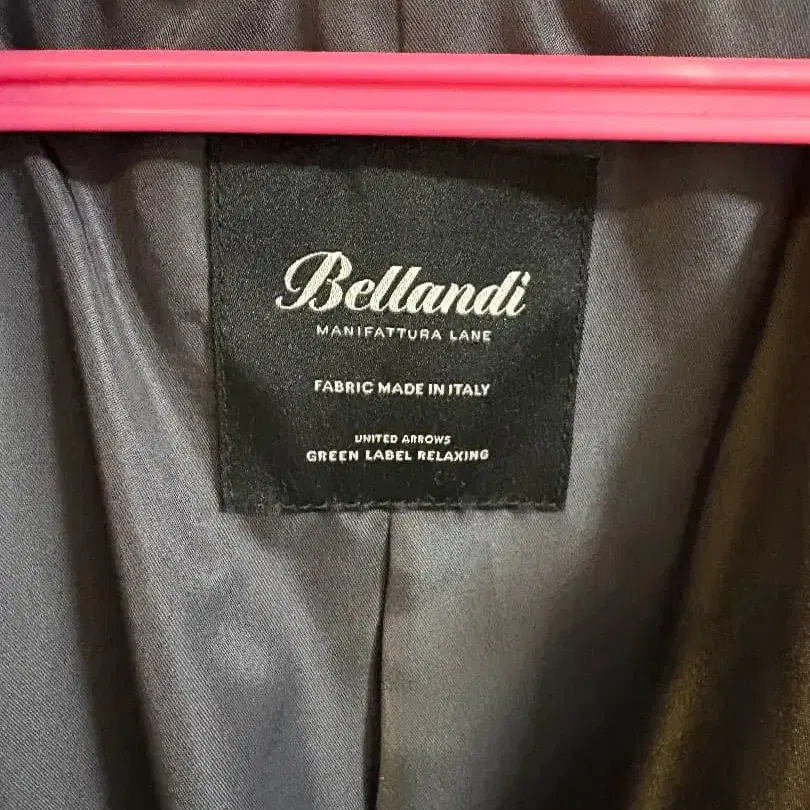 Bellandi
MANIFATTURA LANE
FABRIC MADE IN ITALY
UNITED ARROWS
GREEN LABEL RELAXING